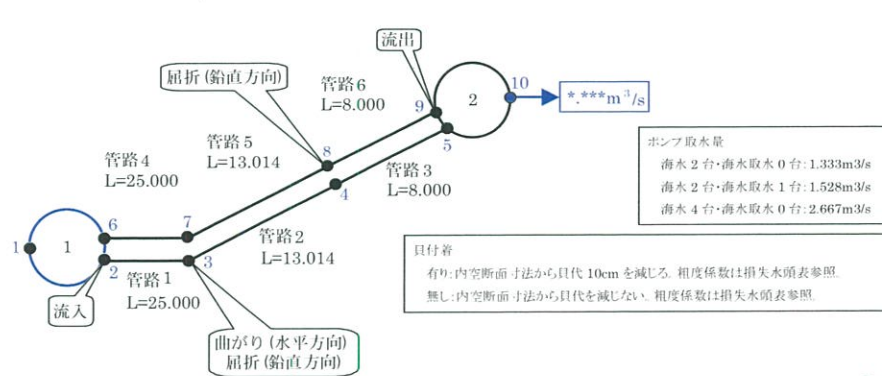 流出
屈折 (鉛直方向)
管路6
L=8.000
9
2
10
*.***m³/s
管路5
L=13.014
8
5
管路4
L=25.000
管路3
L=8.000
4
ポンプ取水量
海水 2 台・海水取水 0 台: 1.333m3/s
海水 2 台・海水取水 1 台: 1.528m3/s
海水 4 台・海水取水 0 台: 2.667m3/s
6
7
1
1
2
3
管路2
L=13.014
管路1
L=25.000
流入
貝付着
有り: 内空断面寸法から貝代 10cm を減じる. 粗度係数は損失水頭表参照.
無し: 内空断面寸法から貝代を減じない. 粗度係数は損失水頭表参照.
曲がり (水平方向)
屈折 (鉛直方向)